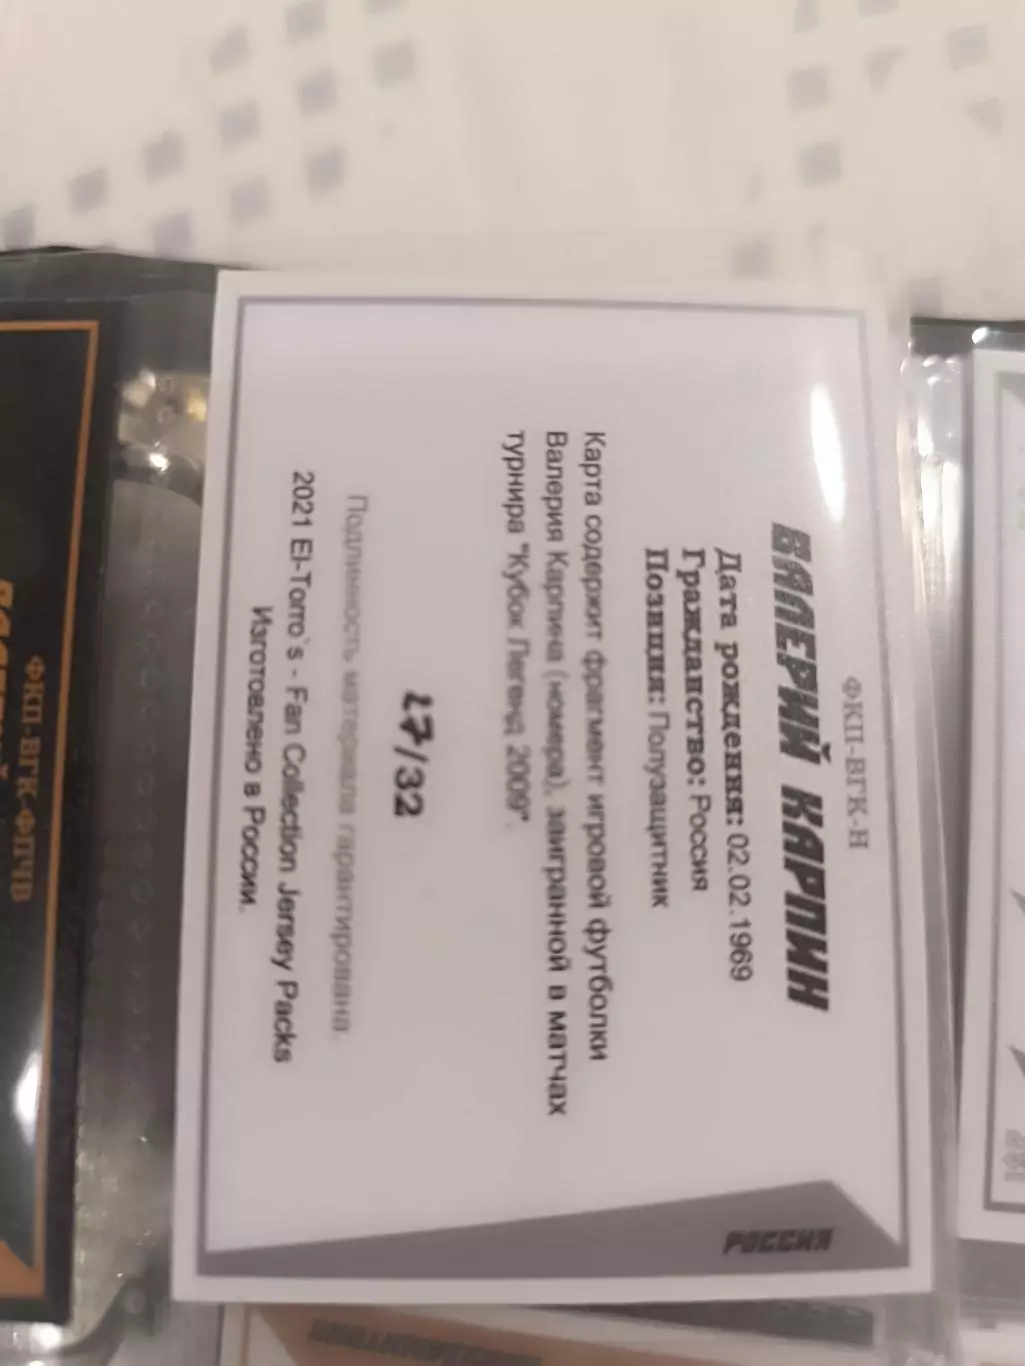 ФКП-ВГК-Н
ВАЛЕРИЙ КАРПИН
Дата рождения: 02.02.1969
Гражданство: Россия
Позиция: Полузащитник
Карта содержит фрагмент игровой футболки
Валерия Карпина (номера), заигранной в матчах
турнира "Кубок Легенд 2009".
27/32
Подлинность материала гарантирована.
2021 El-Torro`s - Fan Collection Jersey Packs
Изготовлено в России.
РОССИЯ
ФКП-ВГК-ФПЧВ